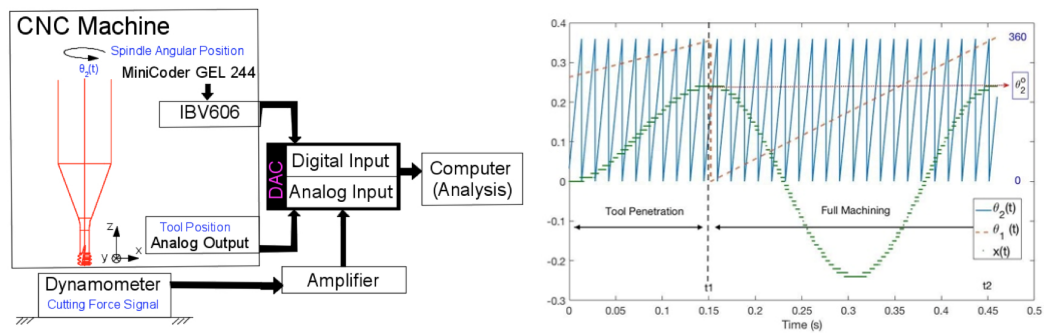 CNC Machine
Spindle Angular Position
θ₂(t)
MiniCoder GEL 244
IBV606
DAC
Digital Input
Analog Input
Computer
(Analysis)
Tool Position
Analog Output
z
y
x
Dynamometer
Cutting Force Signal
Amplifier
0.4
0.3
0.2
0.1
0
-0.1
-0.2
-0.3
360
θ₂⁰
0
Tool Penetration
Full Machining
θ₂(t)
θ₁ (t)
x(t)
t1
t2
0
0.05
0.1
0.15
0.2
0.25
0.3
0.35
0.4
0.45
0.5
Time (s)